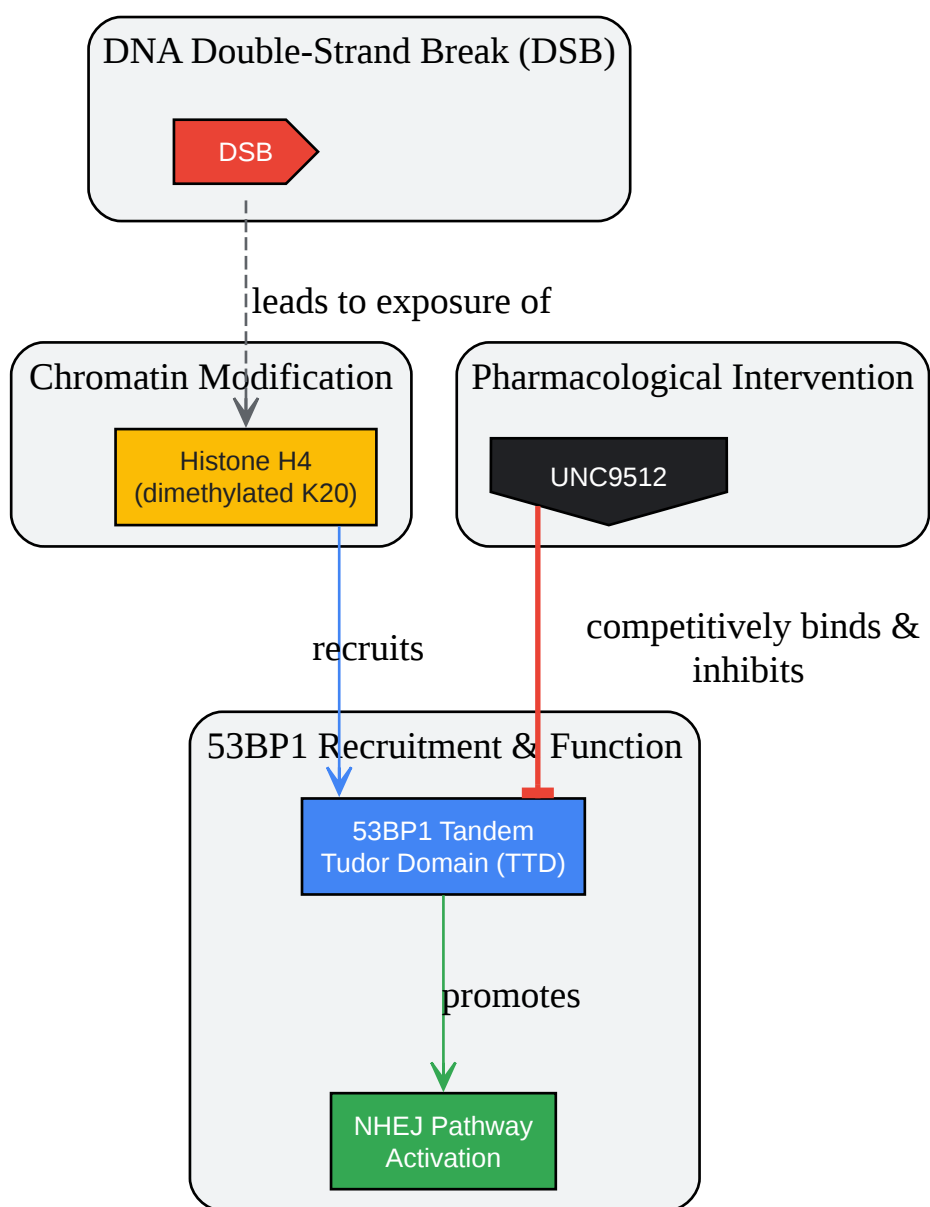 DNA Double-Strand Break (DSB)
DSB
leads to exposure of
Chromatin Modification
Histone H4
(dimethylated K20)
Pharmacological Intervention
UNC9512
recruits
competitively binds &
inhibits
53BP1 Recruitment & Function
53BP1 Tandem
Tudor Domain (TTD)
promotes
NHEJ Pathway
Activation